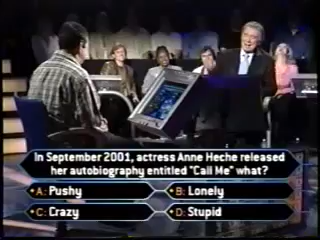 In September 2001, actress Anne Heche released
her autobiography entitled "Call Me" what?
A: Pushy
B: Lonely
C: Crazy
D: Stupid